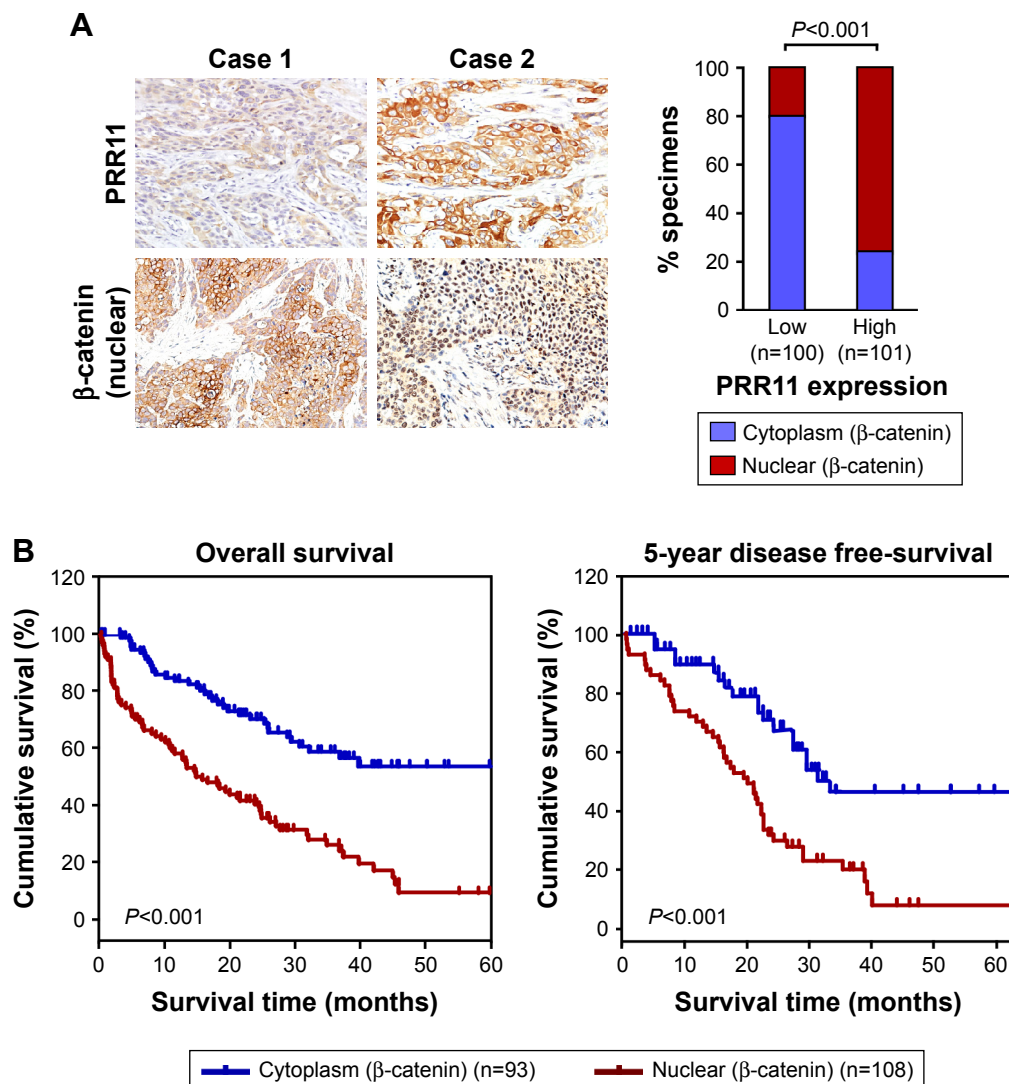 A
Case 1
Case 2
PRR11
β-catenin
(nuclear)
P<0.001
% specimens
100
80
60
40
20
0
Low
(n=100)
High
(n=101)
PRR11 expression
Cytoplasm (β-catenin)
Nuclear (β-catenin)
B
Overall survival
Cumulative survival (%)
120
100
80
60
40
20
0
P<0.001
0 10 20 30 40 50 60
Survival time (months)
5-year disease free-survival
Cumulative survival (%)
120
100
80
60
40
20
0
P<0.001
0 10 20 30 40 50 60
Survival time (months)
Cytoplasm (β-catenin) (n=93)
Nuclear (β-catenin) (n=108)